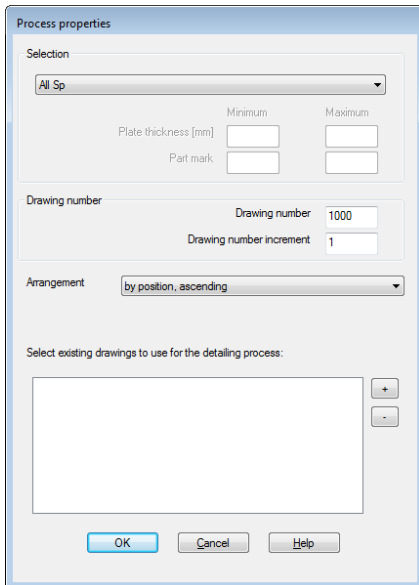 Process properties
Selection
All Sp
Minimum Maximum
Plate thickness [mm]
Part mark
Drawing number
Drawing number 1000
Drawing number increment 1
Arrangement by position, ascending
Select existing drawings to use for the detailing process:
+
-
OK Cancel Help